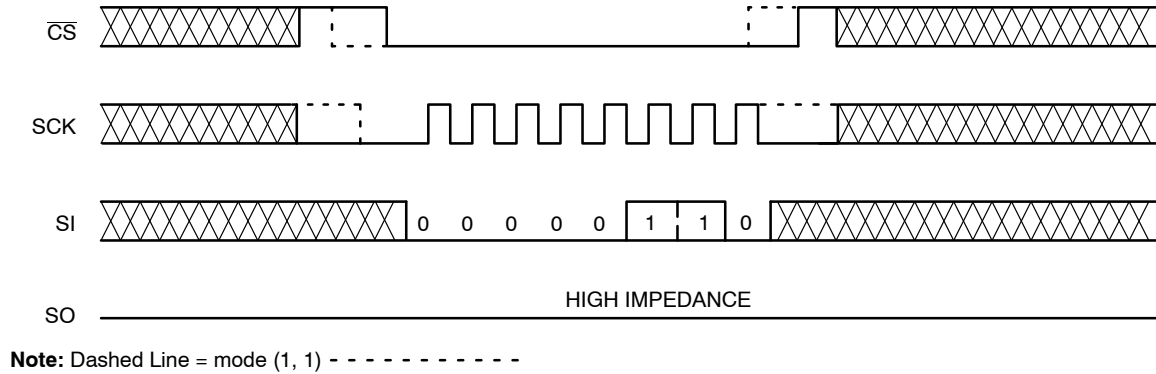 CS
SCK
SI 0 0 0 0 0 1 1 0
HIGH IMPEDANCE
SO
Note: Dashed Line = mode (1, 1)